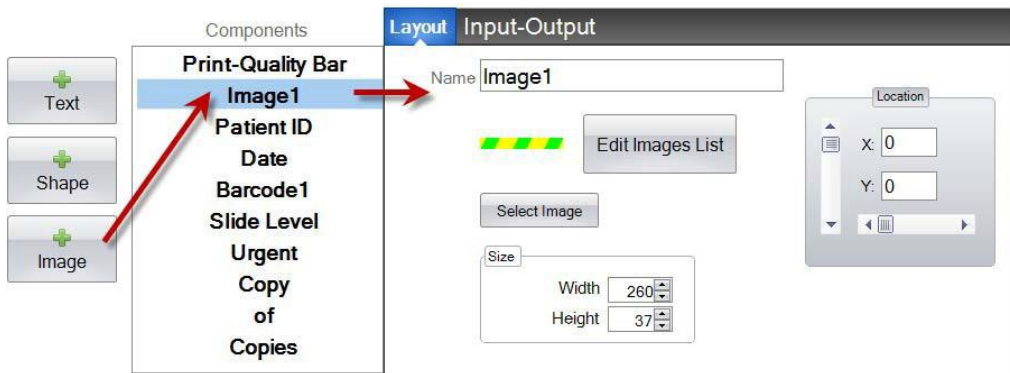 Components
Layout
Input-Output
Text
Shape
Image
Print-Quality Bar
Image1
Patient ID
Date
Barcode1
Slide Level
Urgent
Copy
of
Copies
Name Image1
Edit Images List
Select Image
Size
Width 260
Height 37
Location
X: 0
Y: 0